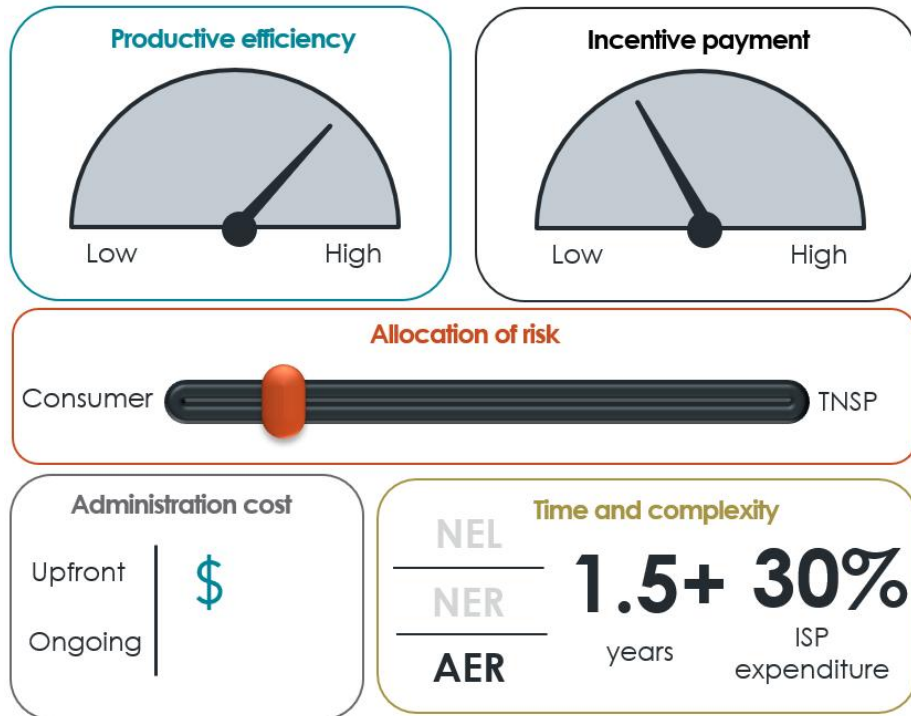 Productive efficiency
Low
High
Incentive payment
Low
High
Allocation of risk
Consumer
TNSP
Administration cost
Upfront
$
Ongoing
Time and complexity
NEL
NER
AER
1.5+
years
30%
ISP
expenditure